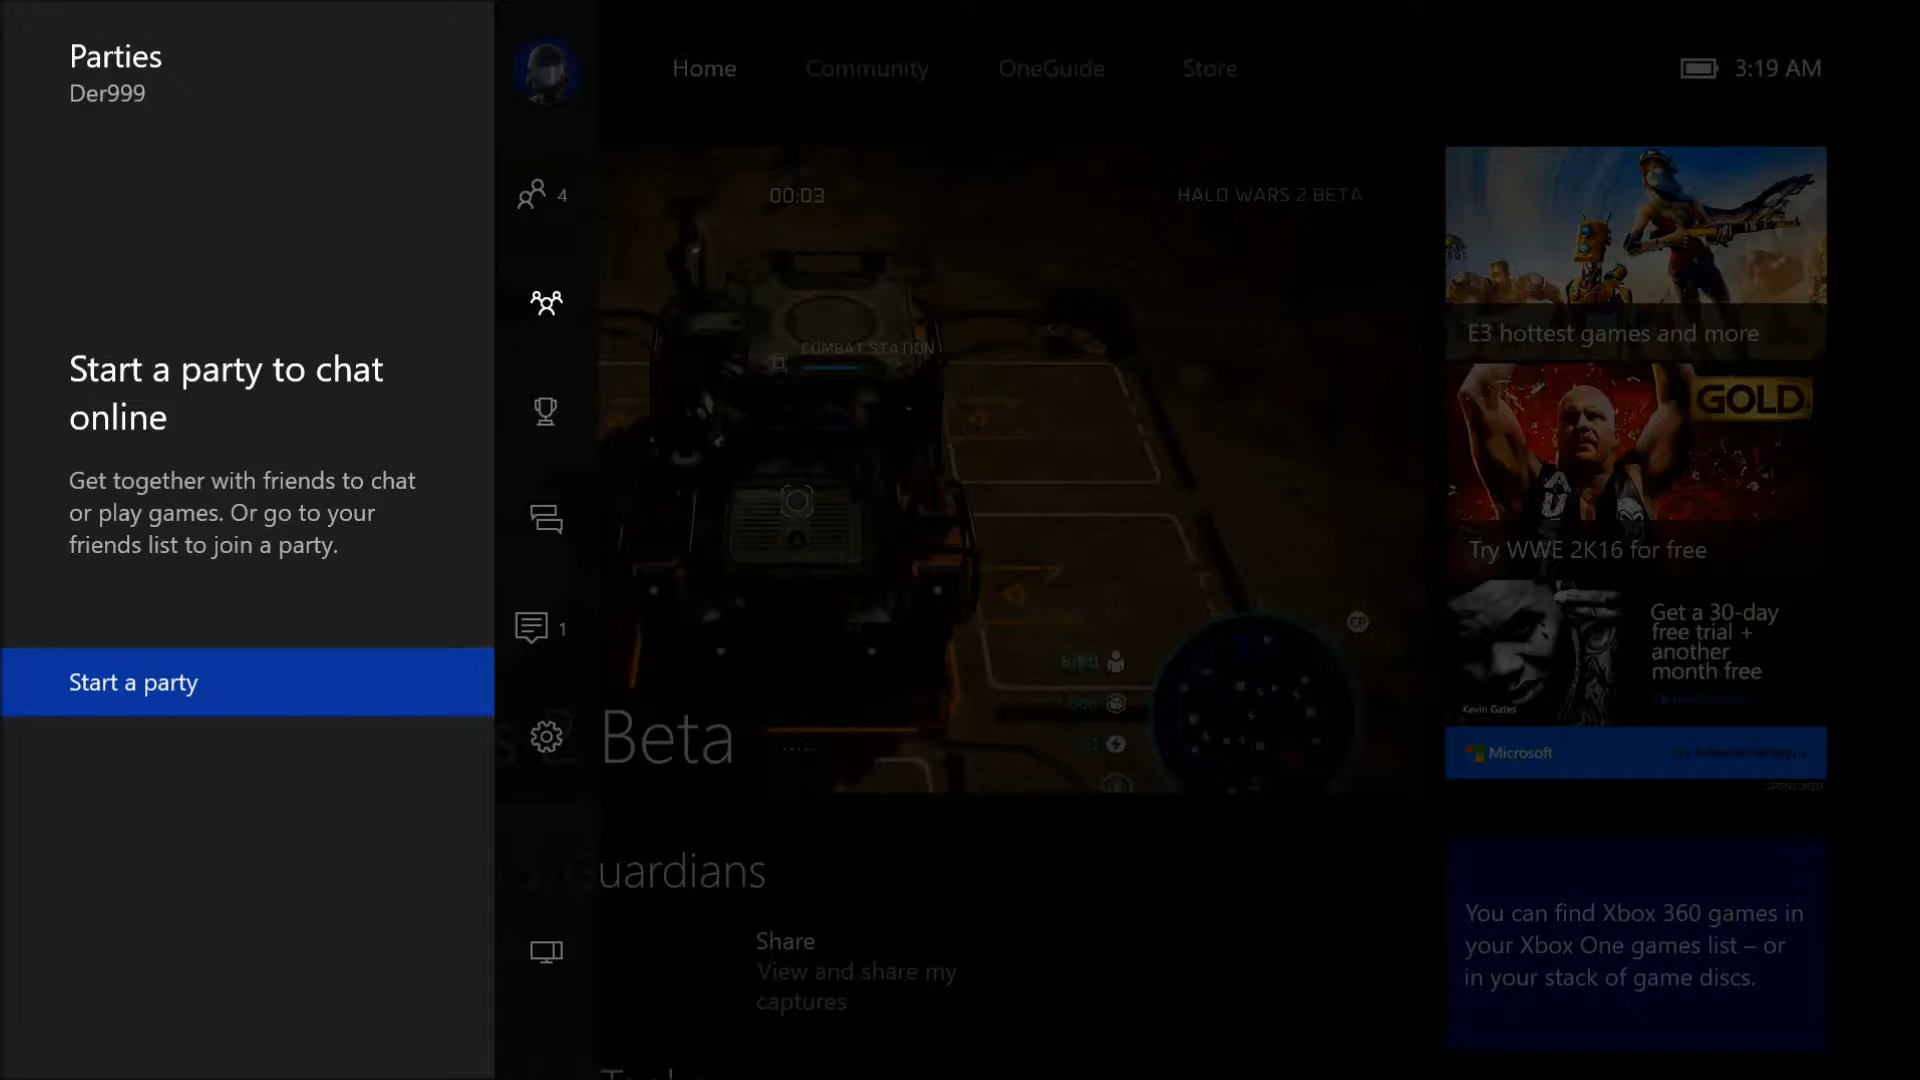 Parties
Der999
Start a party to chat
online
Get together with friends to chat
or play games. Or go to your
friends list to join a party.
Start a party
4
1
Home
Community
OneGuide
Store
3:19 AM
00:03
HALO WARS 2 BETA
COMBAT STATION
Beta
uardians
Share
View and share my
captures
E3 hottest games and more
GOLD
Try WWE 2K16 for free
Get a 30-day
free trial +
another
month free
Kevin Gates
Microsoft
SPONSORED
You can find Xbox 360 games in
your Xbox One games list – or
in your stack of game discs.